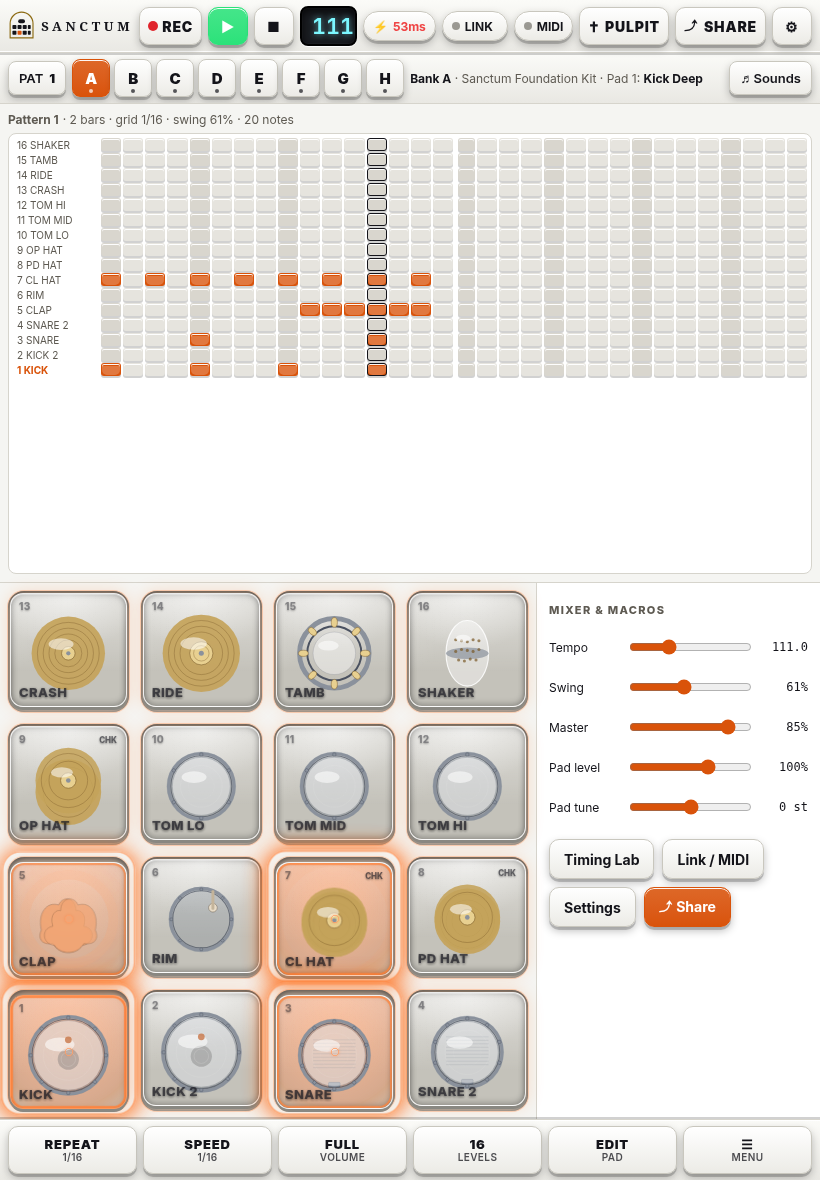 SANCTUM REC 111 ⚡ 53ms LINK MIDI ✝ PULPIT ⤴ SHARE ⚙
PAT 1 A B C D E F G H Bank A · Sanctum Foundation Kit · Pad 1: Kick Deep ♬ Sounds
Pattern 1 · 2 bars · grid 1/16 · swing 61% · 20 notes
16 SHAKER
15 TAMB
14 RIDE
13 CRASH
12 TOM HI
11 TOM MID
10 TOM LO
9 OP HAT
8 PD HAT
7 CL HAT
6 RIM
5 CLAP
4 SNARE 2
3 SNARE
2 KICK 2
1 KICK
13 14 15 16
CRASH RIDE TAMB SHAKER
9 CHK 10 11 12
OP HAT TOM LO TOM MID TOM HI
5 6 7 CHK 8 CHK
CLAP RIM CL HAT PD HAT
1 2 3 4
KICK KICK 2 SNARE SNARE 2
MIXER & MACROS
Tempo 111.0
Swing 61%
Master 85%
Pad level 100%
Pad tune 0 st
Timing Lab Link / MIDI
Settings ⤴ Share
REPEAT SPEED FULL 16 EDIT ☰
1/16 1/16 VOLUME LEVELS PAD MENU